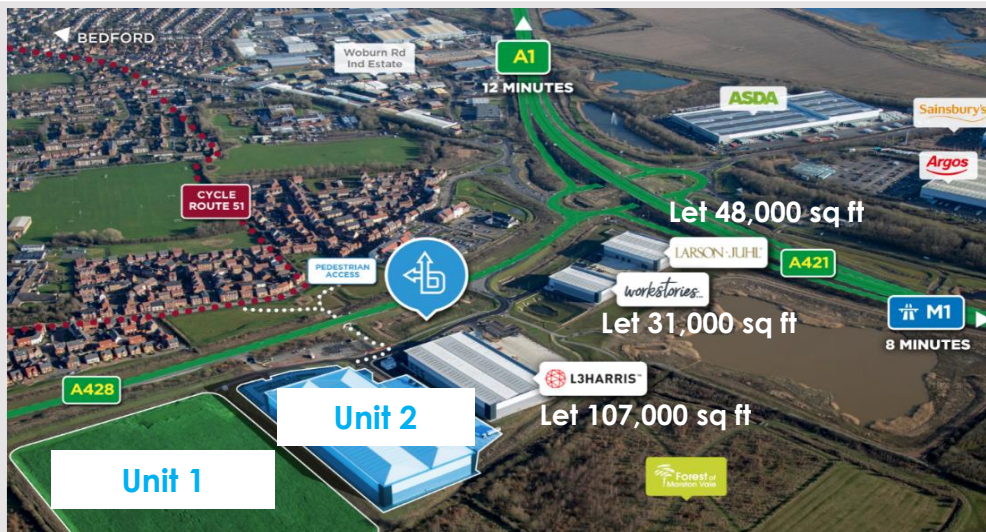 BEDFORD
Woburn Rd
Ind Estate
A1
12 MINUTES
ASDA
Sainsbury's
Argos
CYCLE
ROUTE 51
Let 48,000 sq ft
PEDESTRIAN
ACCESS
LARSON·JUHL
A421
workstories...
Let 31,000 sq ft
M1
8 MINUTES
A428
L3HARRIS™
Let 107,000 sq ft
Unit 2
Unit 1
Forest of
Marston Vale